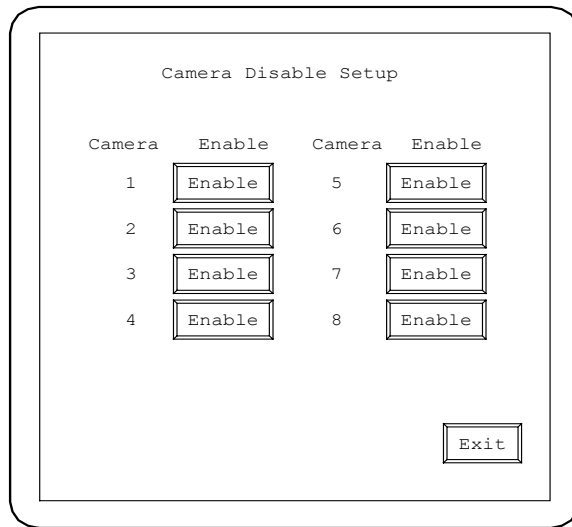 Camera Disable Setup
Camera Enable Camera Enable
1 Enable 5 Enable
2 Enable 6 Enable
3 Enable 7 Enable
4 Enable 8 Enable
Exit